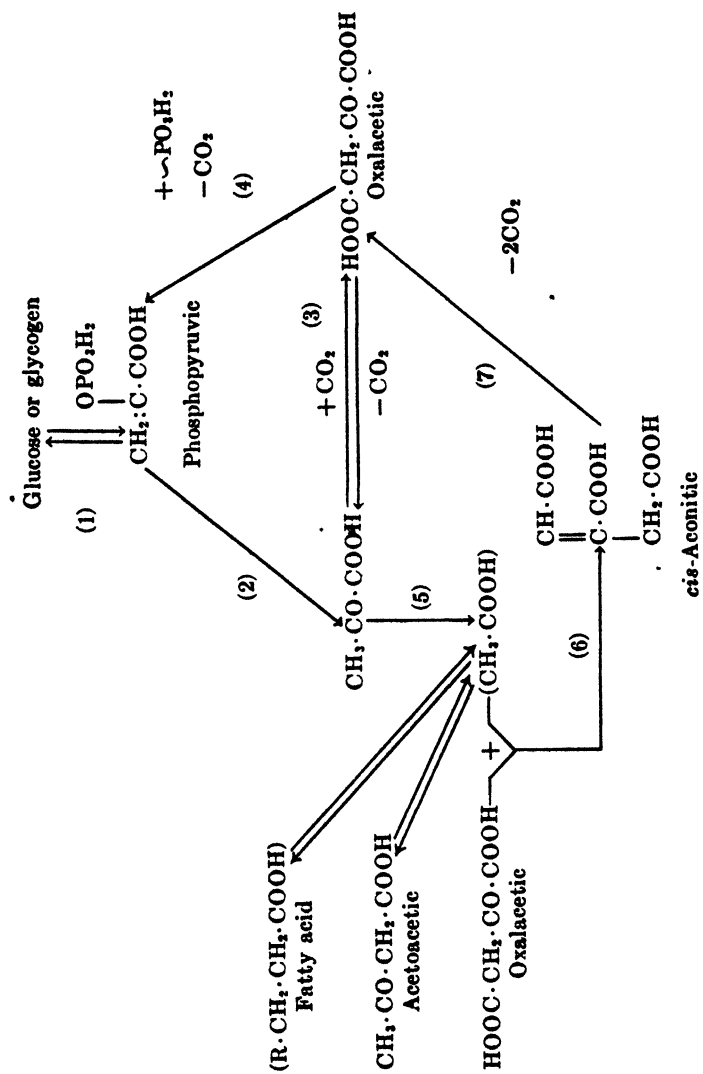 Glucose or glycogen
(1)
OPO₃H₂
CH₂:C·COOH
Phosphopyruvic
+~PO₃H₂
−CO₂
(4)
(2)
(R·CH₂·CH₂·COOH)
Fatty acid
+CO₂ (3)
CH₃·CO·COOH
HOOC·CH₂·CO·COOH
Oxalacetic
−CO₂
CH₃·CO·CH₂·COOH
Acetoacetic
(5)
HOOC·CH₂·CO·COOH + (CH₃·COOH)
Oxalacetic
(7)
−2CO₂
(6)
CH·COOH
C·COOH
CH₂·COOH
cis-Aconitic